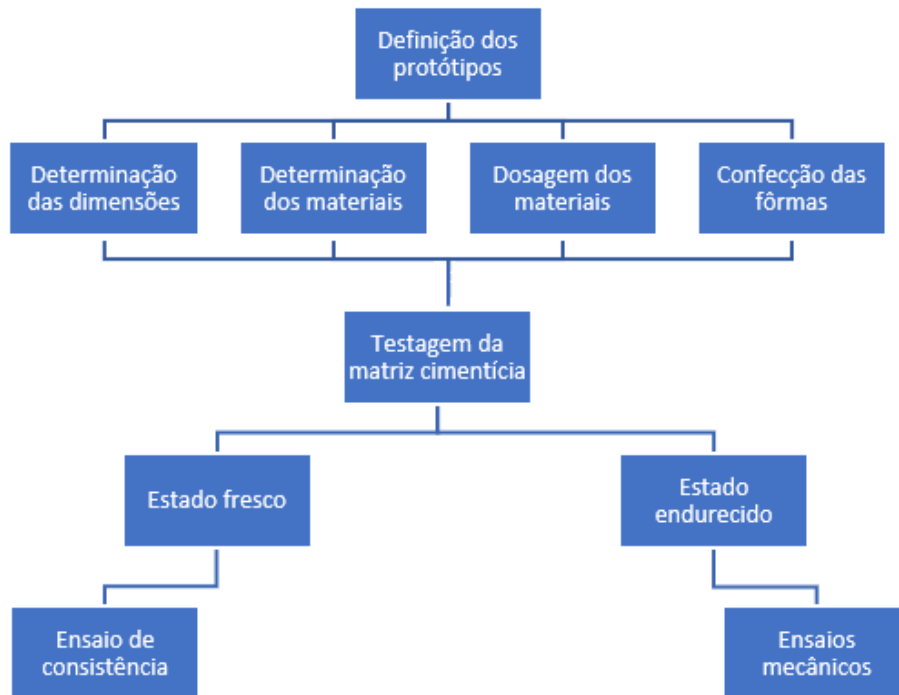 Definição dos
protótipos
Determinação
das dimensões
Determinação
dos materiais
Dosagem dos
materiais
Confecção das
fôrmas
Testagem da
matriz cimentícia
Estado fresco
Estado
endurecido
Ensaio de
consistência
Ensaios
mecânicos